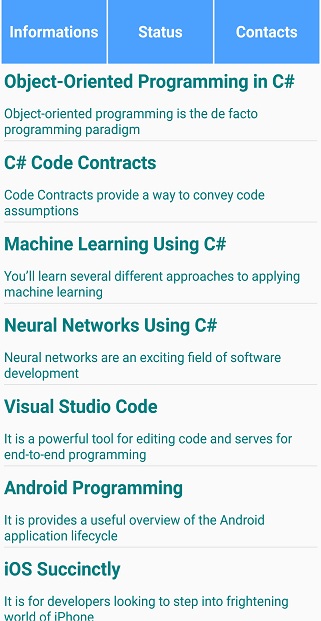 Informations
Status
Contacts
Object-Oriented Programming in C#
Object-oriented programming is the de facto
programming paradigm
C# Code Contracts
Code Contracts provide a way to convey code
assumptions
Machine Learning Using C#
You'll learn several different approaches to applying
machine learning
Neural Networks Using C#
Neural networks are an exciting field of software
development
Visual Studio Code
It is a powerful tool for editing code and serves for
end-to-end programming
Android Programming
It is provides a useful overview of the Android
application lifecycle
iOS Succinctly
It is for developers looking to step into frightening
world of iPhone